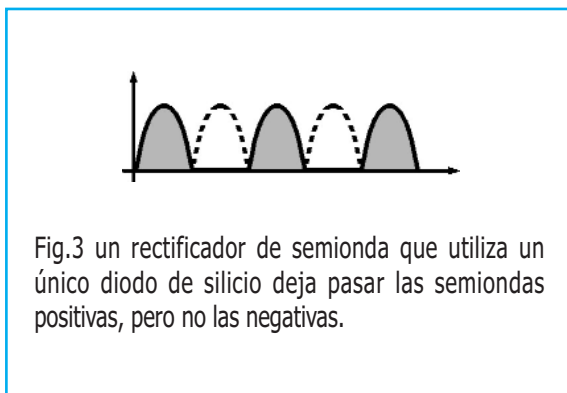 Fig.3 un rectificador de semionda que utiliza un
único diodo de silicio deja pasar las semiondas
positivas, pero no las negativas.